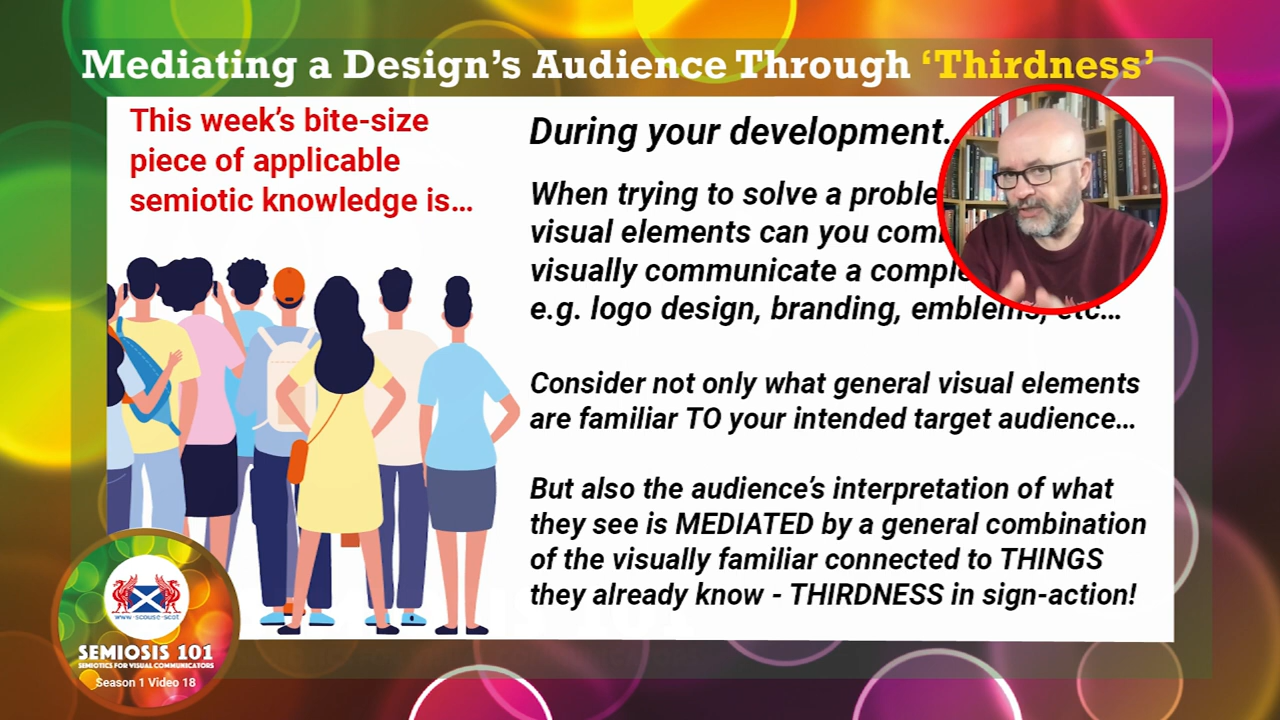 Mediating a Design's Audience Through 'Thirdness'
This week's bite-size
piece of applicable
semiotic knowledge is...
During your development.
When trying to solve a
visual elements can you
visually communicate a
e.g. logo design, branding, emblems, etc...
Consider not only what general visual elements
are familiar TO your intended target audience...
But also the audience's interpretation of what
they see is MEDIATED by a general combination
of the visually familiar connected to THINGS
they already know - THIRDNESS in sign-action!
www.scouse.scot
SEMIOSIS 101
SEMIOTICS FOR VISUAL COMMUNICATORS
Season 1 Video 18